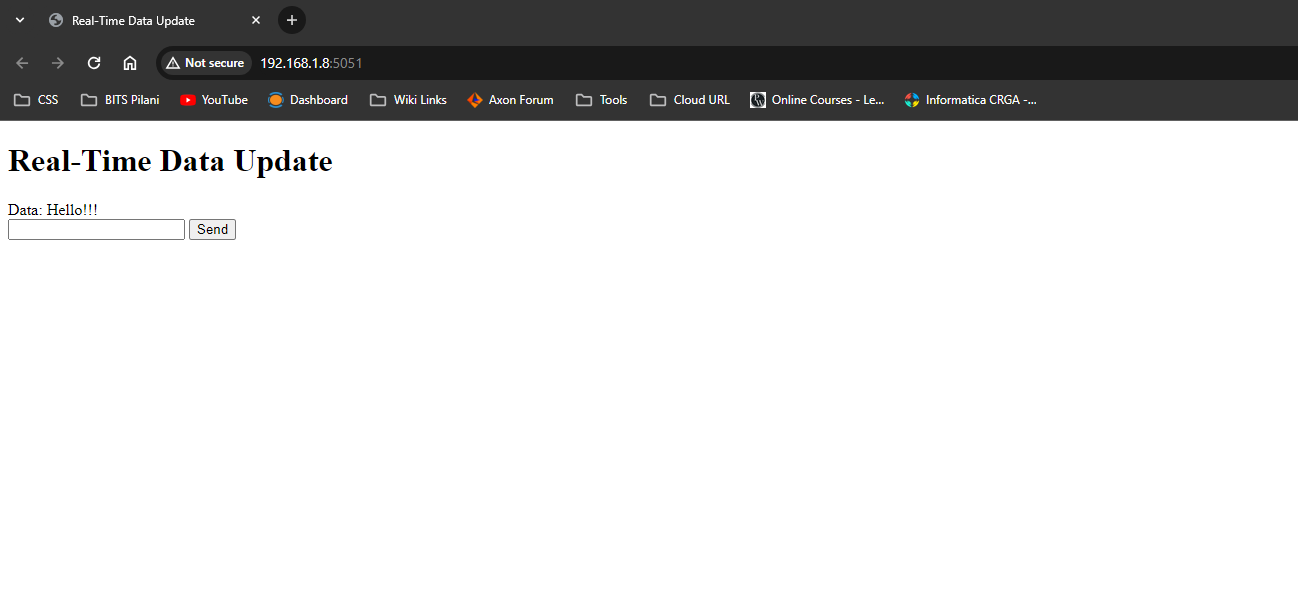 Real-Time Data Update
Not secure 192.168.1.8:5051
CSS BITS Pilani YouTube Dashboard Wiki Links Axon Forum Tools Cloud URL Online Courses - Le... Informatica CRGA -...
Real-Time Data Update
Data: Hello!!!
Send